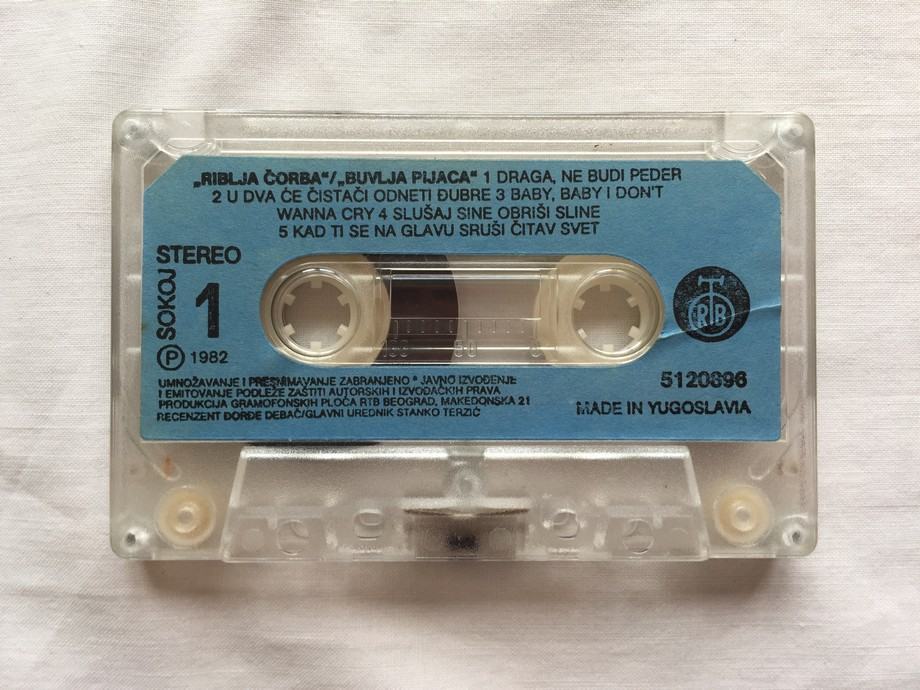 „RIBLJA ČORBA“/„BUVLJA PIJACA“ 1 DRAGA, NE BUDI PEDER
2 U DVA ĆE ČISTAČI ODNETI ĐUBRE 3 BABY, BABY I DON'T
WANNA CRY 4 SLUŠAJ SINE OBRIŠI SLINE
5 KAD TI SE NA GLAVU SRUŠI ČITAV SVET
STEREO
SOKOJ
1
Ⓟ 1982
RTB
100 50 0
UMNOŽAVANJE I PRESNIMAVANJE ZABRANJENO * JAVNO IZVOĐENJE
I EMITOVANJE PODLEŽE ZAŠTITI AUTORSKIH I IZVOĐAČKIH PRAVA
PRODUKCIJA GRAMOFONSKIH PLOČA RTB BEOGRAD, MAKEDONSKA 21
RECENZENT ĐORĐE DEBAČ/GLAVNI UREDNIK STANKO TERZIĆ
5120896
MADE IN YUGOSLAVIA